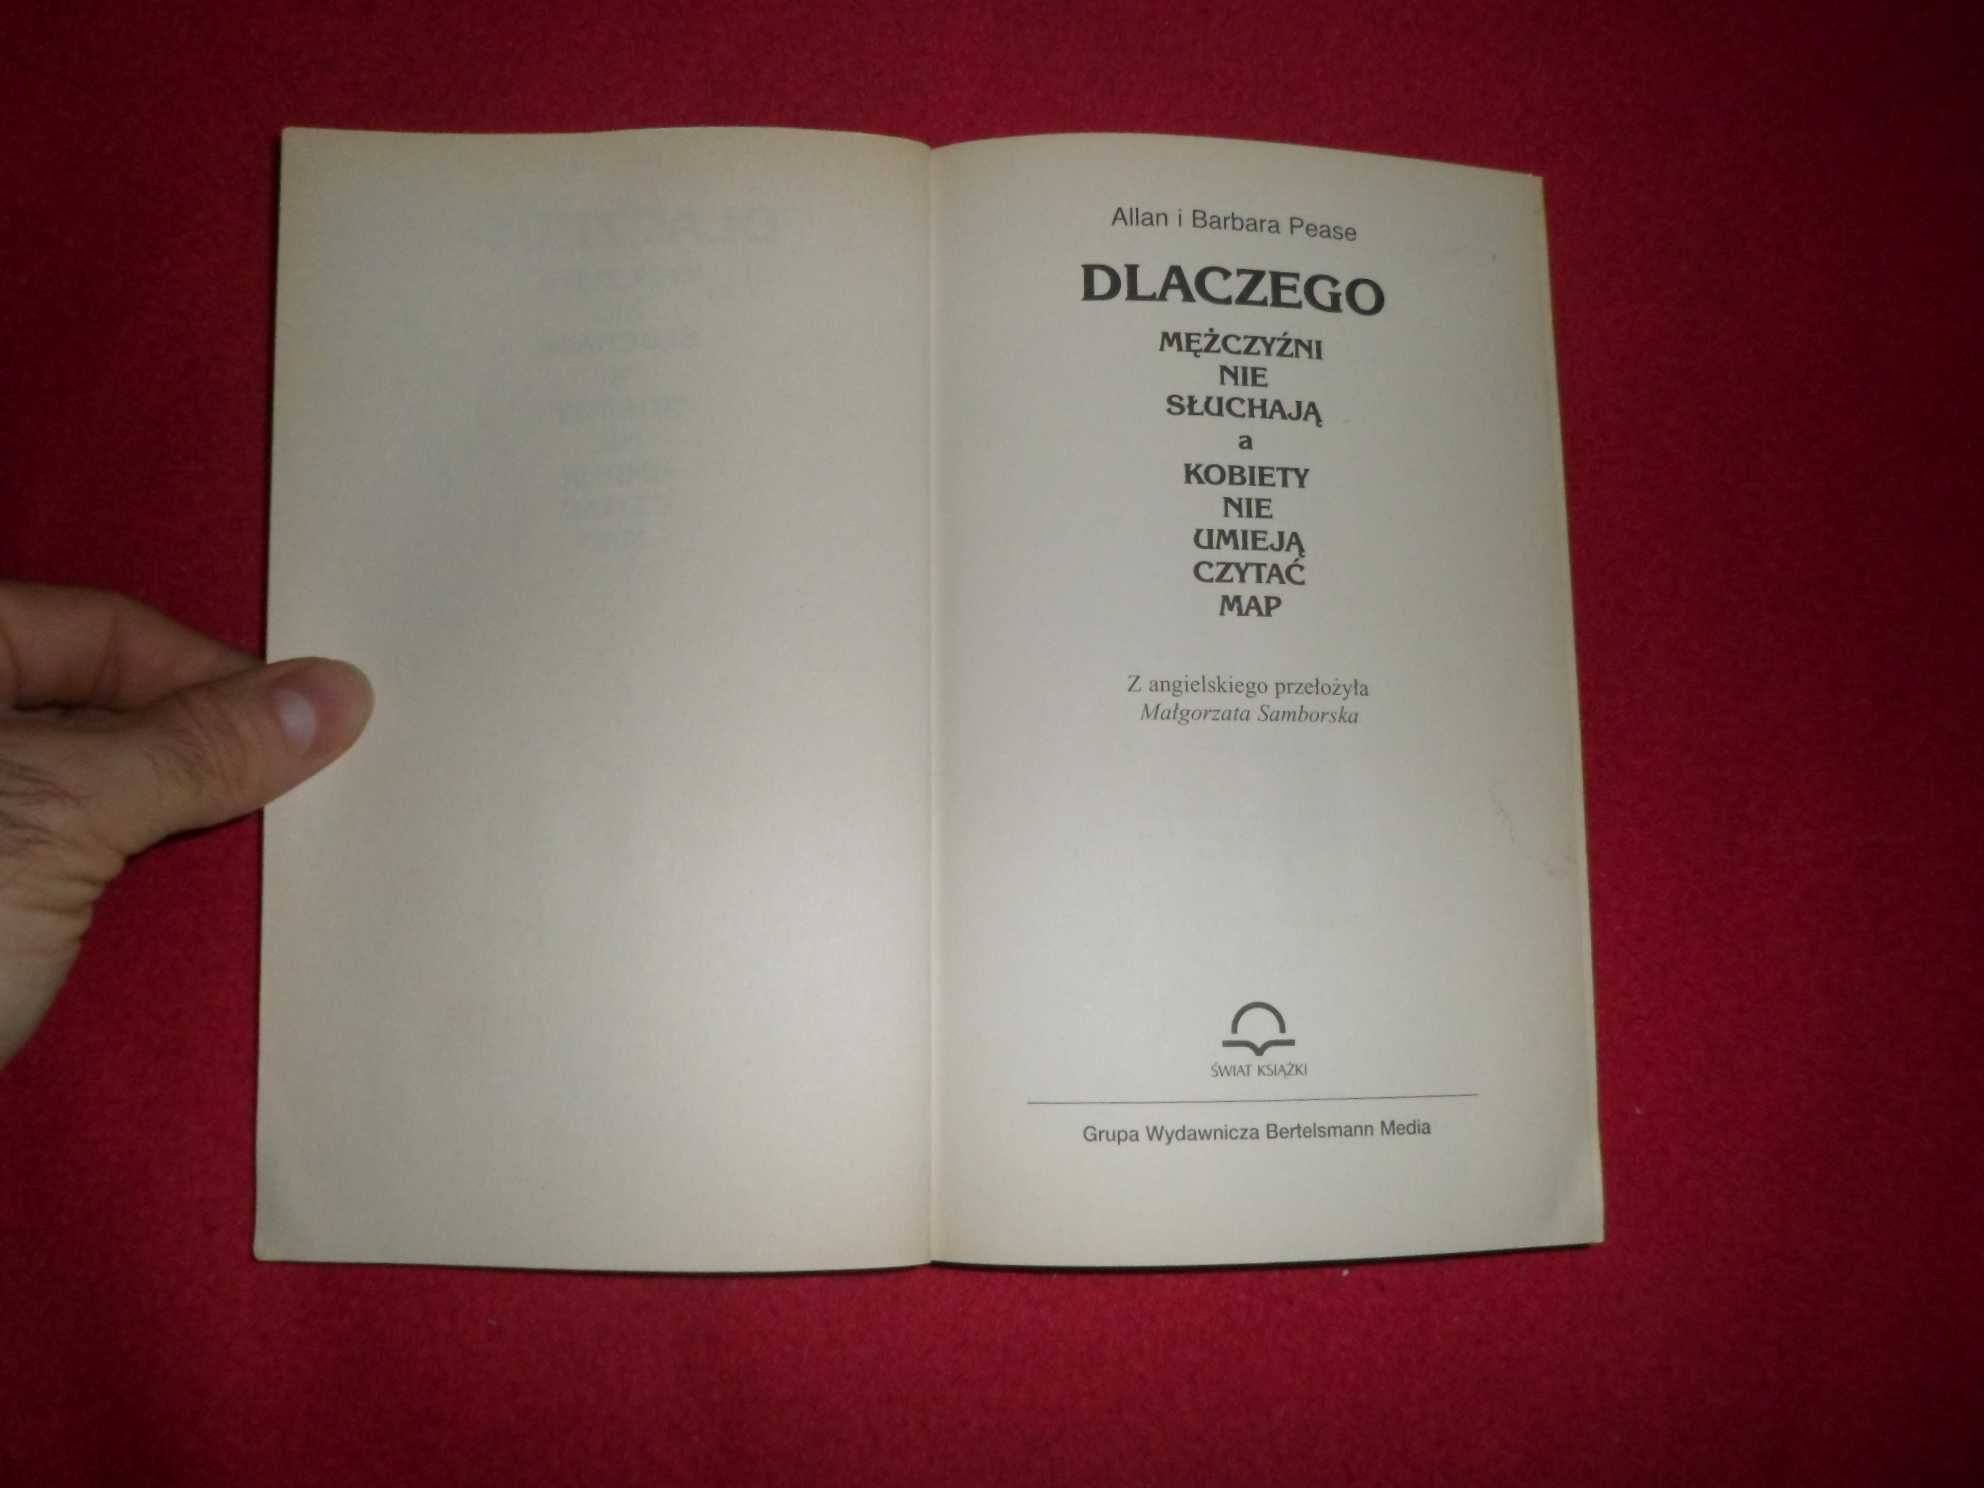 Allan i Barbara Pease
DLACZEGO
MĘŻCZYŹNI
NIE
SŁUCHAJĄ
a
KOBIETY
NIE
UMIEJĄ
CZYTAĆ
MAP
Z angielskiego przełożyła
Małgorzata Samborska
ŚWIAT KSIĄŻKI
Grupa Wydawnicza Bertelsmann Media